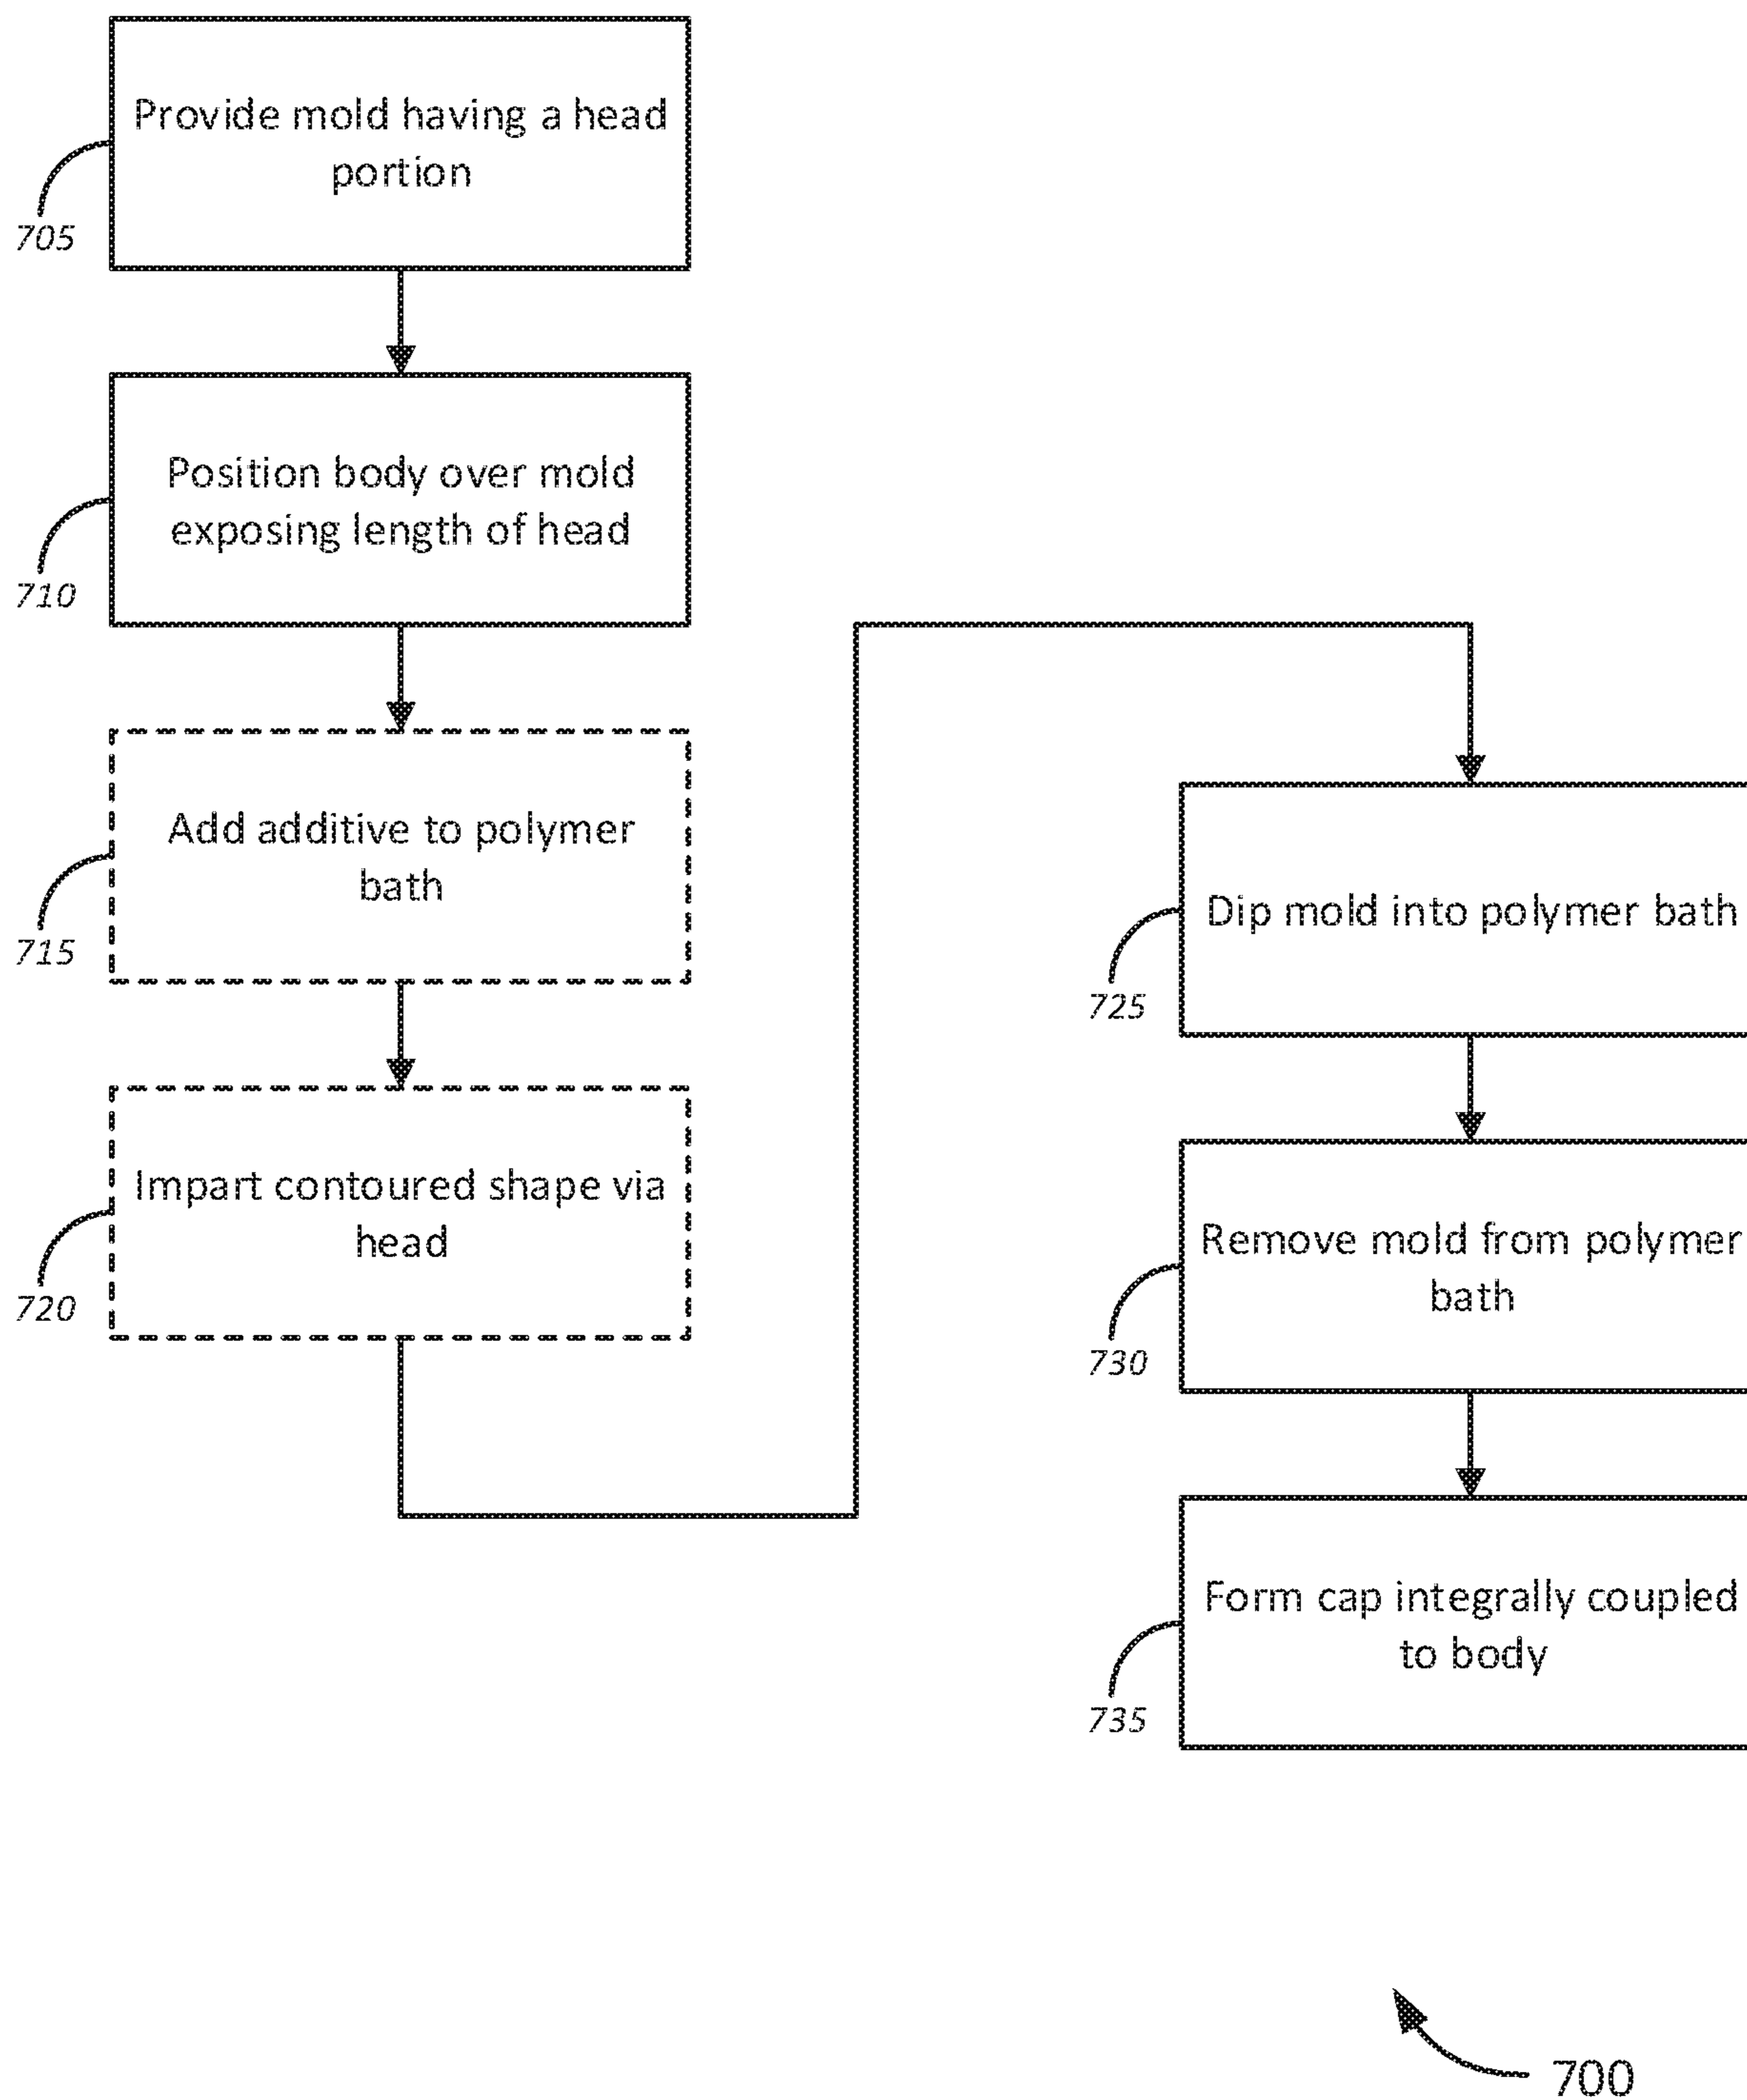 Provide mold having a head
portion
705
Position body over mold
exposing length of head
710
Add additive to polymer
bath
715
Impart contoured shape via
head
720
Dip mold into polymer bath
725
Remove mold from polymer
bath
730
Form cap integrally coupled
to body
735
700